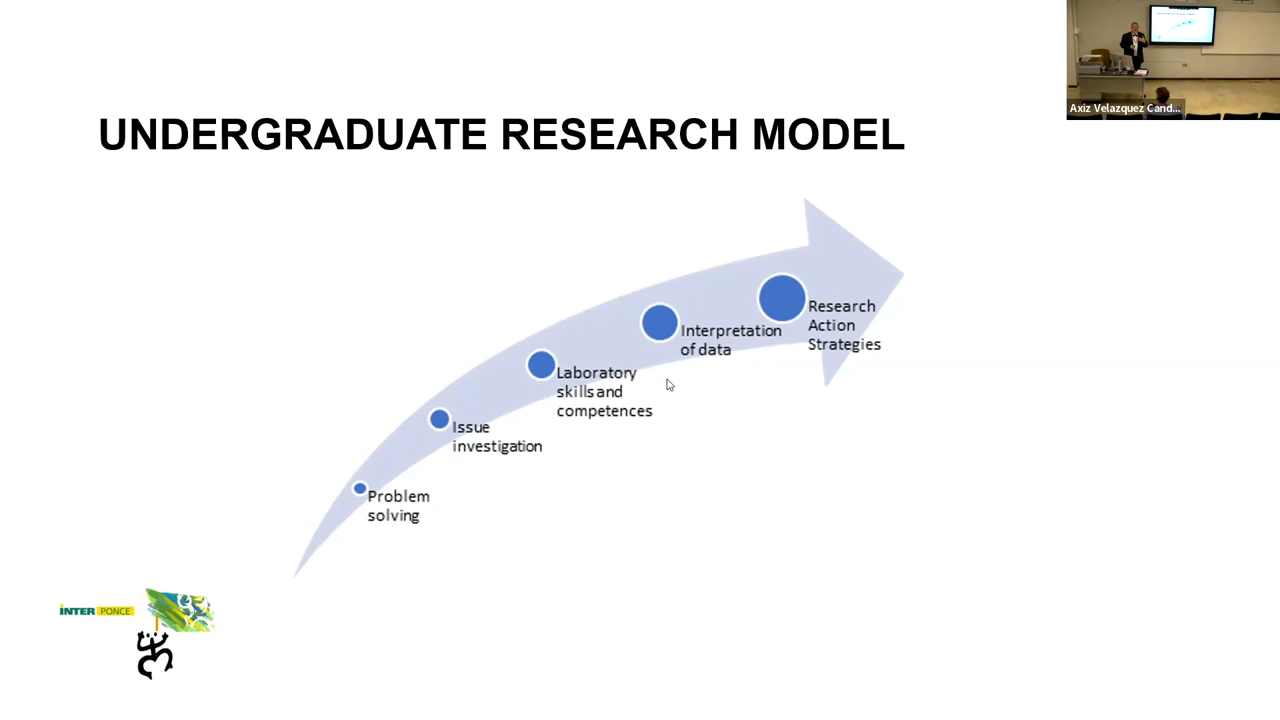 Axiz Velazquez Cand...
UNDERGRADUATE RESEARCH MODEL
Research
Action
Strategies
Interpretation
of data
Laboratory
skills and
competences
Issue
investigation
Problem
solving
INTER PONCE